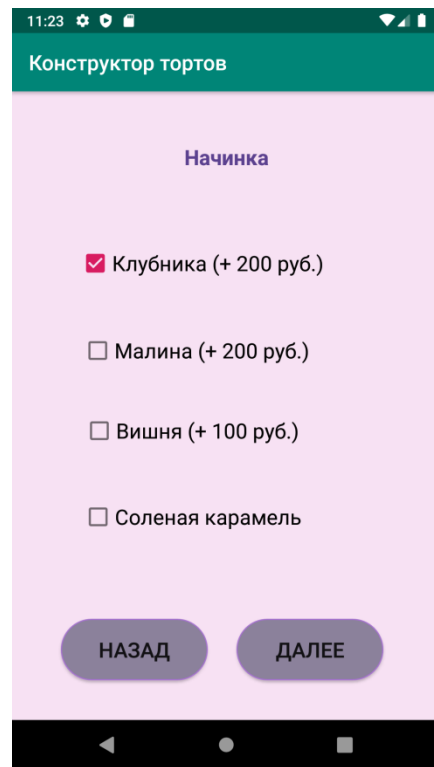 11:23
Конструктор тортов
Начинка
Клубника (+ 200 руб.)
Малина (+ 200 руб.)
Вишня (+ 100 руб.)
Соленая карамель
НАЗАД ДАЛЕЕ